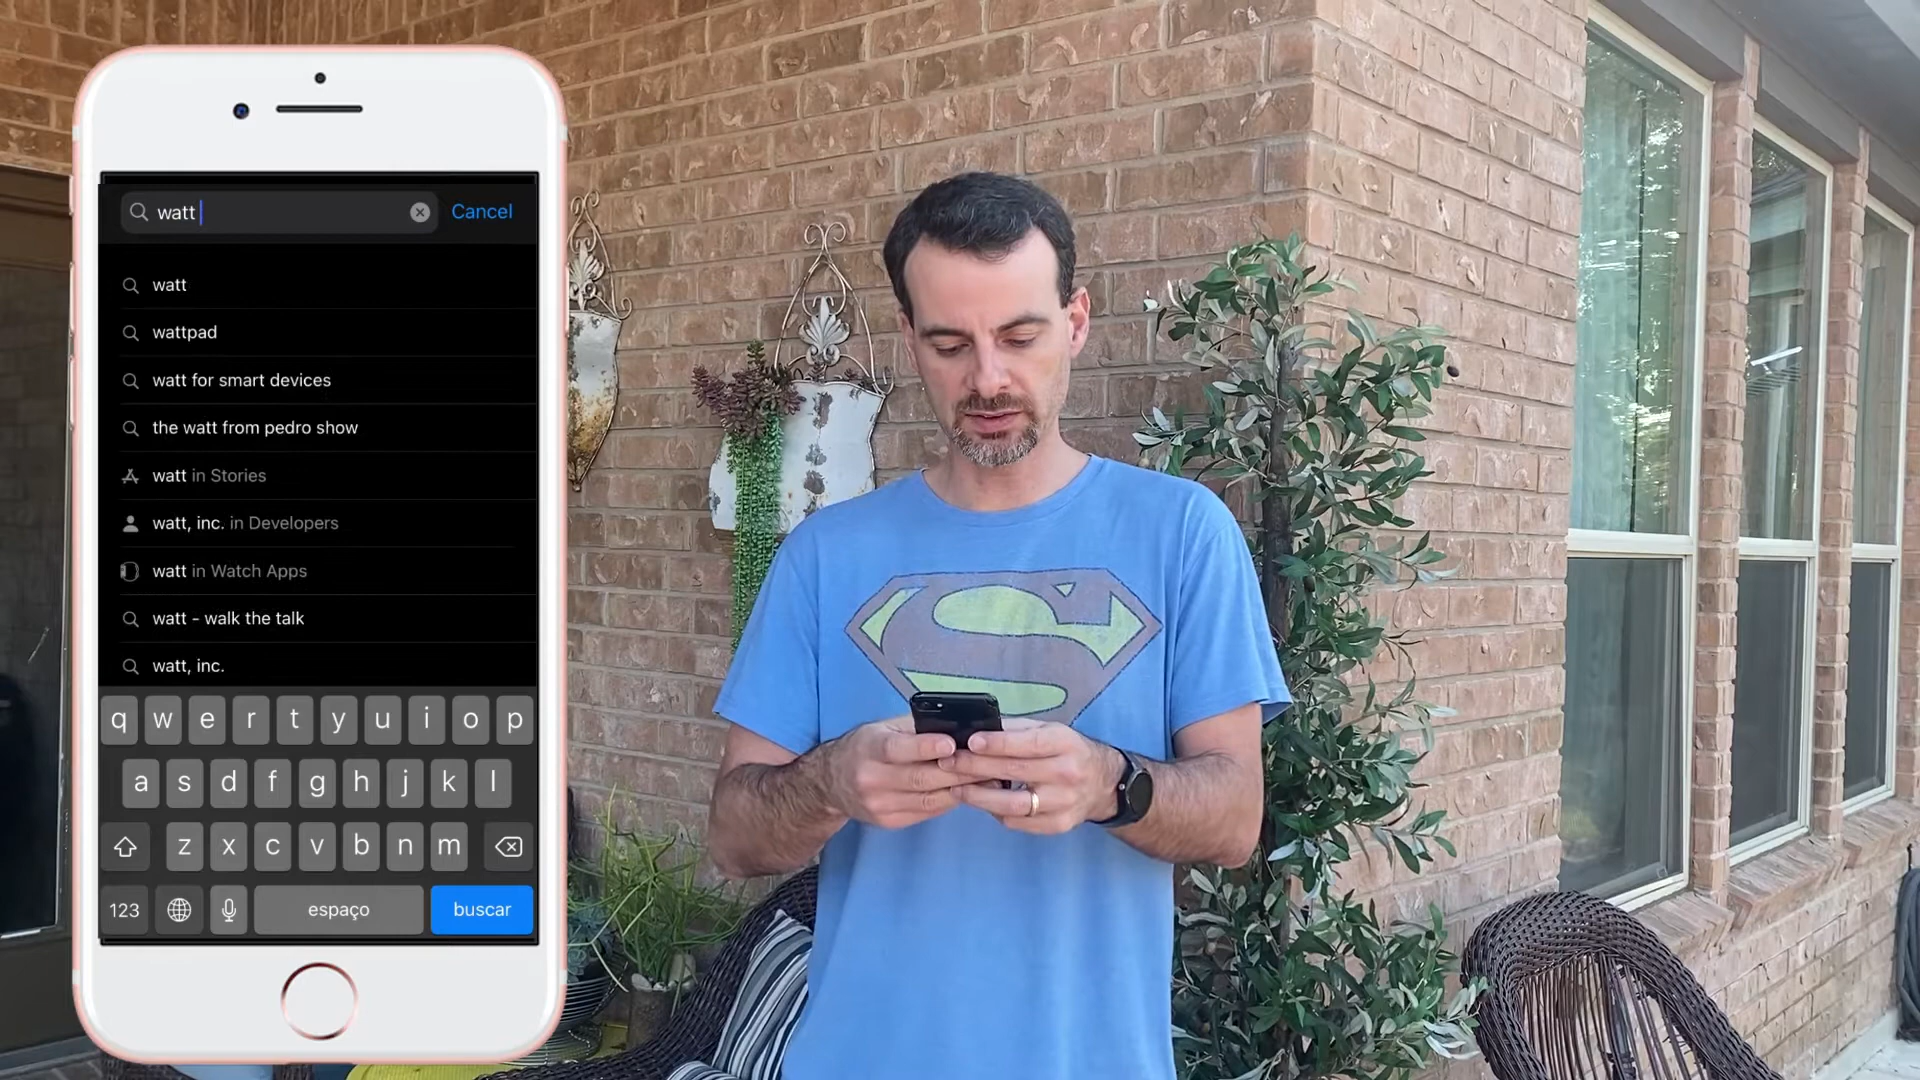 watt
Cancel
watt
wattpad
watt for smart devices
the watt from pedro show
watt in Stories
watt, inc. in Developers
watt in Watch Apps
watt - walk the talk
watt, inc.
q w e r t y u i o p
a s d f g h j k l
z x c v b n m
123 espaço buscar
S